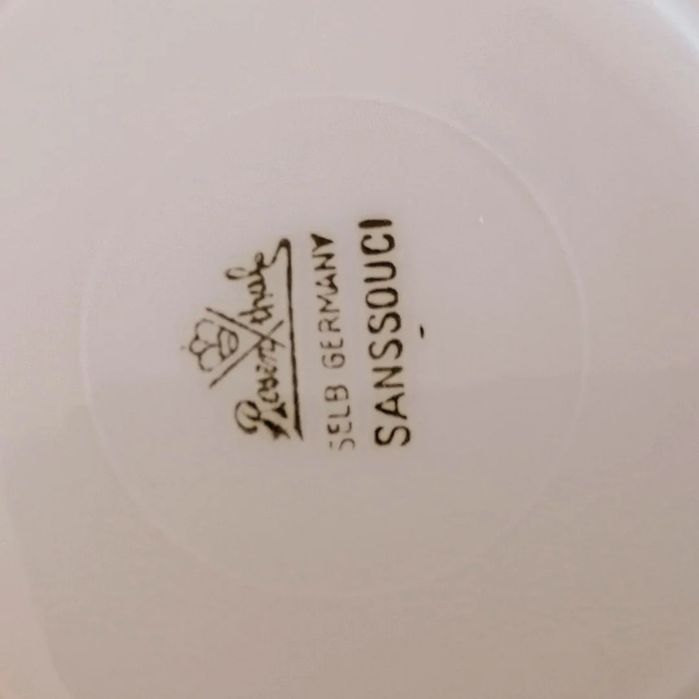 Rosenthal
SELB GERMANY
SANSSOUCI